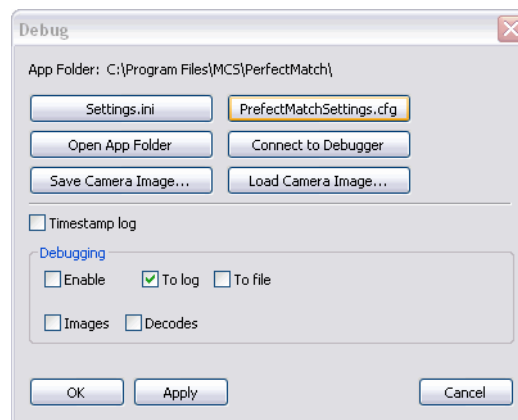 Debug
App Folder: C:\Program Files\MCS\PerfectMatch\
Settings.ini
PrefectMatchSettings.cfg
Open App Folder
Connect to Debugger
Save Camera Image...
Load Camera Image...
Timestamp log
Debugging
Enable
To log
To file
Images
Decodes
OK
Apply
Cancel